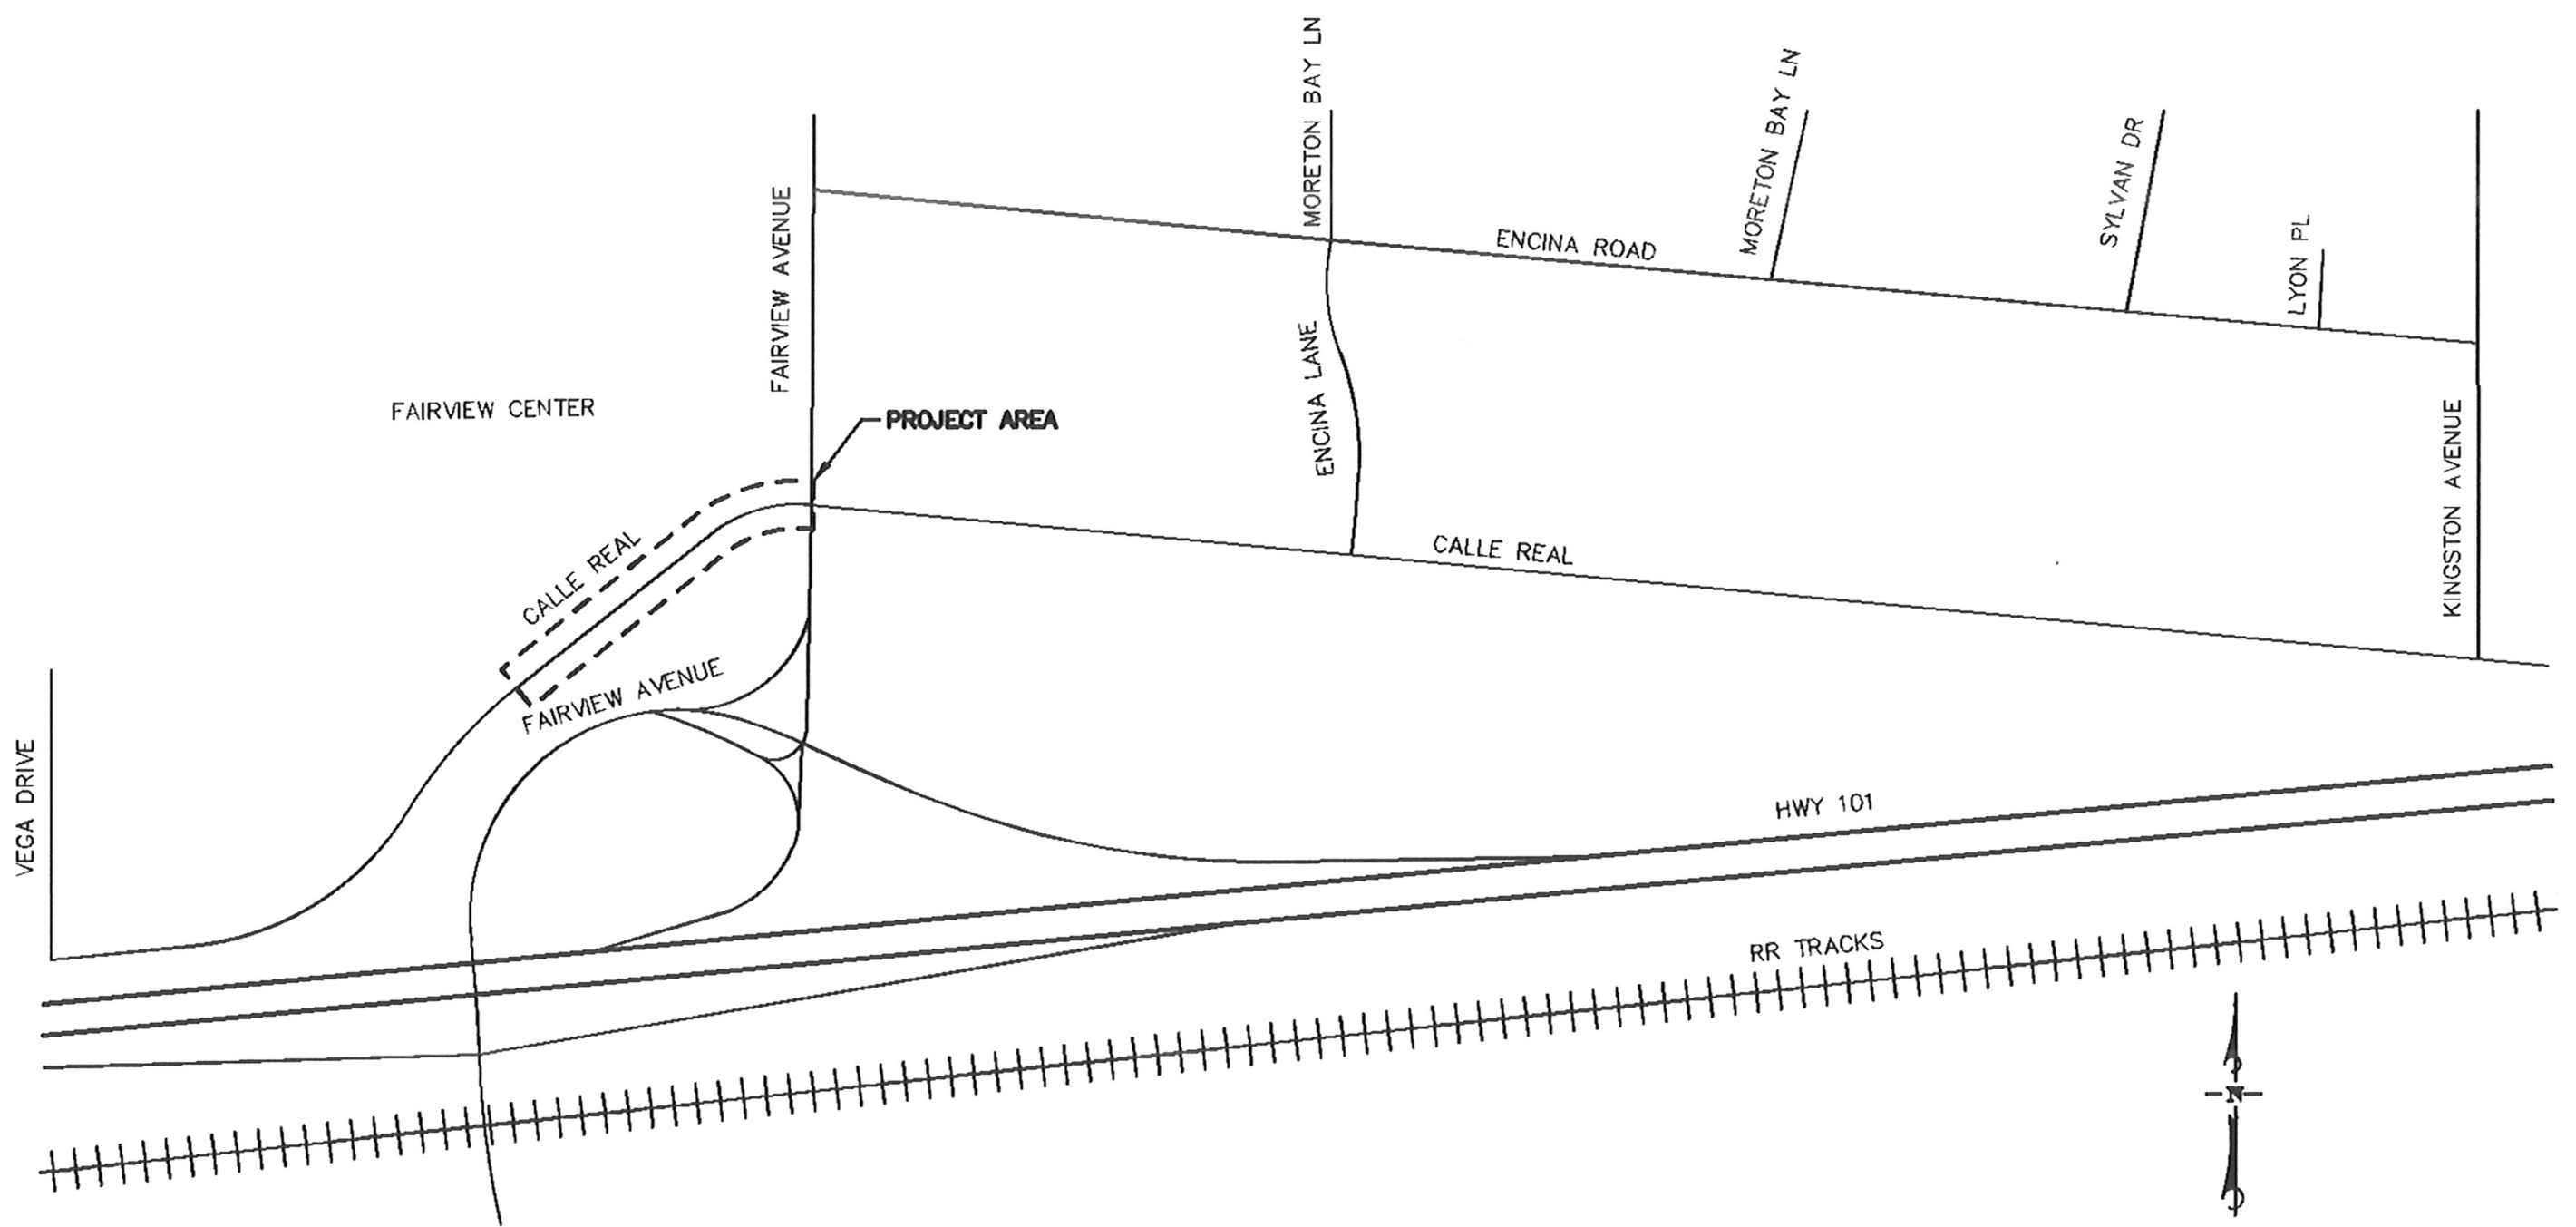 MORETON BAY LN
MORETON BAY LN
SYLVAN DR
LYON PL
FAIRVIEW AVENUE
ENCINA ROAD
ENCINA LANE
FAIRVIEW CENTER
PROJECT AREA
KINGSTON AVENUE
CALLE REAL
CALLE REAL
FAIRVIEW AVENUE
VEGA DRIVE
HWY 101
RR TRACKS
N